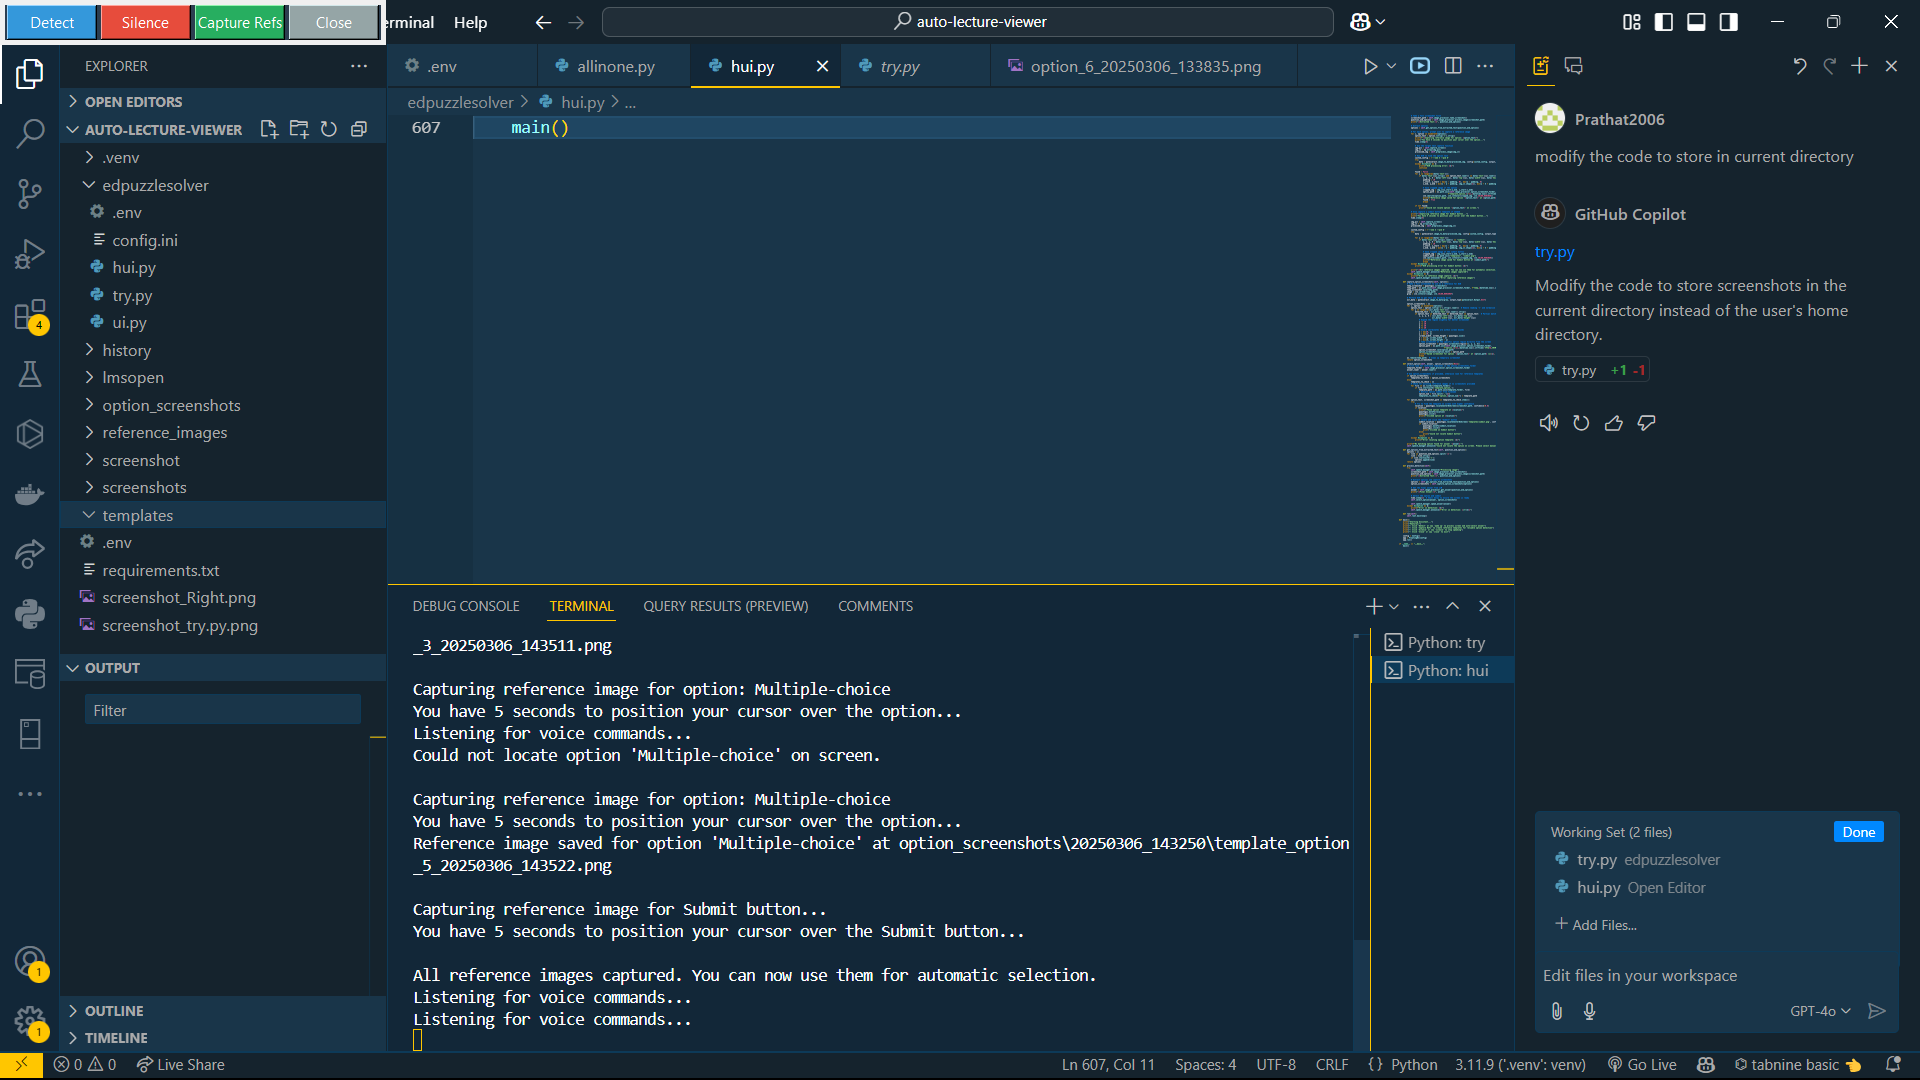 Detect
Silence
Capture Refs
Close
erminal
Help
auto-lecture-viewer
EXPLORER
OPEN EDITORS
AUTO-LECTURE-VIEWER
.venv
edpuzzlesolver
.env
config.ini
hui.py
try.py
ui.py
history
lmsopen
option_screenshots
reference_images
screenshot
screenshots
templates
.env
requirements.txt
screenshot_Right.png
screenshot_try.py.png
OUTPUT
Filter
OUTLINE
TIMELINE
4
1
1
.env
allinone.py
hui.py
try.py
option_6_20250306_133835.png
edpuzzlesolver > hui.py > ...
607 main()
DEBUG CONSOLE
TERMINAL
QUERY RESULTS (PREVIEW)
COMMENTS
_3_20250306_143511.png
Capturing reference image for option: Multiple-choice
You have 5 seconds to position your cursor over the option...
Listening for voice commands...
Could not locate option 'Multiple-choice' on screen.
Capturing reference image for option: Multiple-choice
You have 5 seconds to position your cursor over the option...
Reference image saved for option 'Multiple-choice' at option_screenshots\20250306_143250\template_option
_5_20250306_143522.png
Capturing reference image for Submit button...
You have 5 seconds to position your cursor over the Submit button...
All reference images captured. You can now use them for automatic selection.
Listening for voice commands...
Listening for voice commands...
Python: try
Python: hui
Prathat2006
modify the code to store in current directory
GitHub Copilot
try.py
Modify the code to store screenshots in the
current directory instead of the user's home
directory.
try.py +1 -1
Working Set (2 files)
Done
try.py edpuzzlesolver
hui.py Open Editor
Add Files...
Edit files in your workspace
GPT-4o
0 0
Live Share
Ln 607, Col 11
Spaces: 4
UTF-8
CRLF
{ } Python
3.11.9 ('.venv': venv)
Go Live
tabnine basic